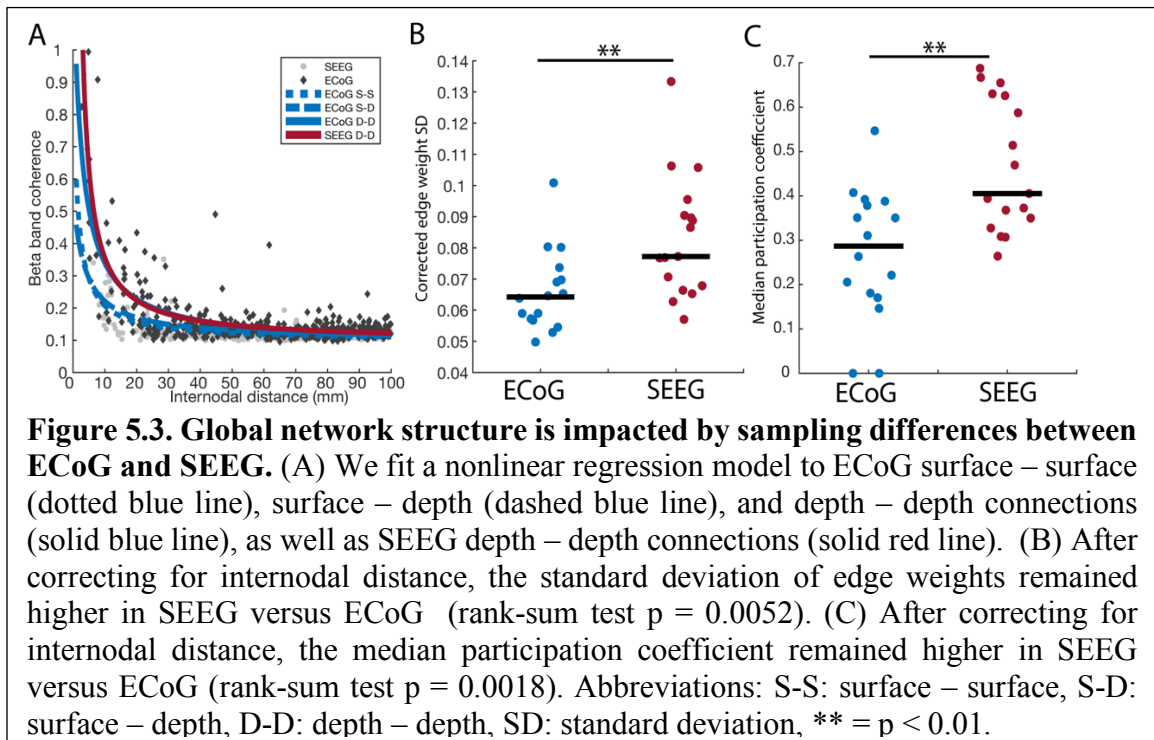 A
1
0.9
0.8
0.7
0.6
0.5
0.4
0.3
0.2
0.1
0
Beta band coherence
0 10 20 30 40 50 60 70 80 90 100
Internodal distance (mm)
SEEG
ECoG
ECoG S-S
ECoG S-D
ECoG D-D
SEEG D-D
B
**
0.14
0.13
0.12
0.11
0.1
0.09
0.08
0.07
0.06
0.05
0.04
Corrected edge weight SD
ECoG SEEG
C
**
0.7
0.6
0.5
0.4
0.3
0.2
0.1
0
Median participation coefficcient
ECoG SEEG
Figure 5.3. Global network structure is impacted by sampling differences between
ECoG and SEEG. (A) We fit a nonlinear regression model to ECoG surface – surface
(dotted blue line), surface – depth (dashed blue line), and depth – depth connections
(solid blue line), as well as SEEG depth – depth connections (solid red line). (B) After
correcting for internodal distance, the standard deviation of edge weights remained
higher in SEEG versus ECoG (rank-sum test p = 0.0052). (C) After correcting for
internodal distance, the median participation coefficient remained higher in SEEG
versus ECoG (rank-sum test p = 0.0018). Abbreviations: S-S: surface – surface, S-D:
surface – depth, D-D: depth – depth, SD: standard deviation, ** = p < 0.01.